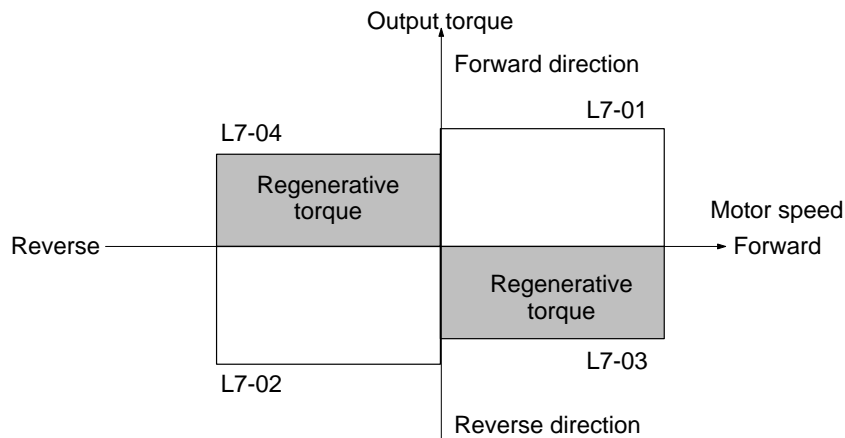 Output torque
Forward direction
L7-04
L7-01
Regenerative
torque
Motor speed
Reverse
Forward
Regenerative
torque
L7-02
L7-03
Reverse direction